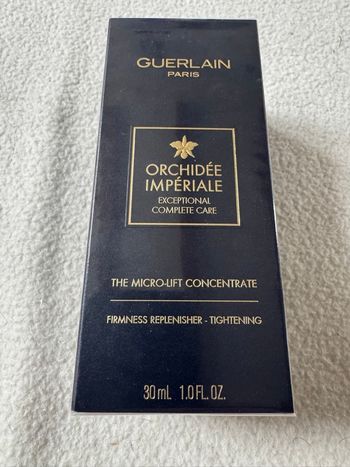 GUERLAIN
PARIS
ORCHIDÉE
IMPÉRIALE
EXCEPTIONAL
COMPLETE CARE
THE MICRO-LIFT CONCENTRATE
FIRMNESS REPLENISHER - TIGHTENING
30 mL 1.0 FL. OZ.